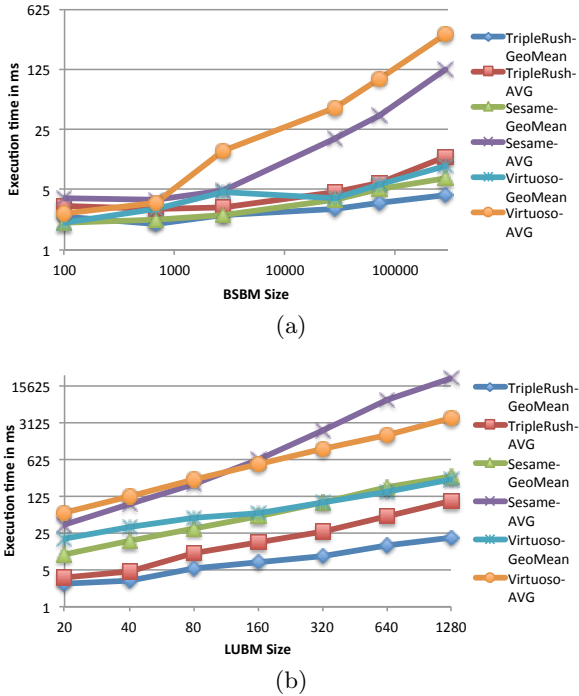 625
125
25
5
1
Execution time in ms
100
1000
10000
100000
BSBM Size
TripleRush-
GeoMean
TripleRush-
AVG
Sesame-
GeoMean
Sesame-
AVG
Virtuoso-
GeoMean
Virtuoso-
AVG
(a)
15625
3125
625
125
25
5
1
Execution time in ms
20
40
80
160
320
640
1280
LUBM Size
TripleRush-
GeoMean
TripleRush-
AVG
Sesame-
GeoMean
Sesame-
AVG
Virtuoso-
GeoMean
Virtuoso-
AVG
(b)